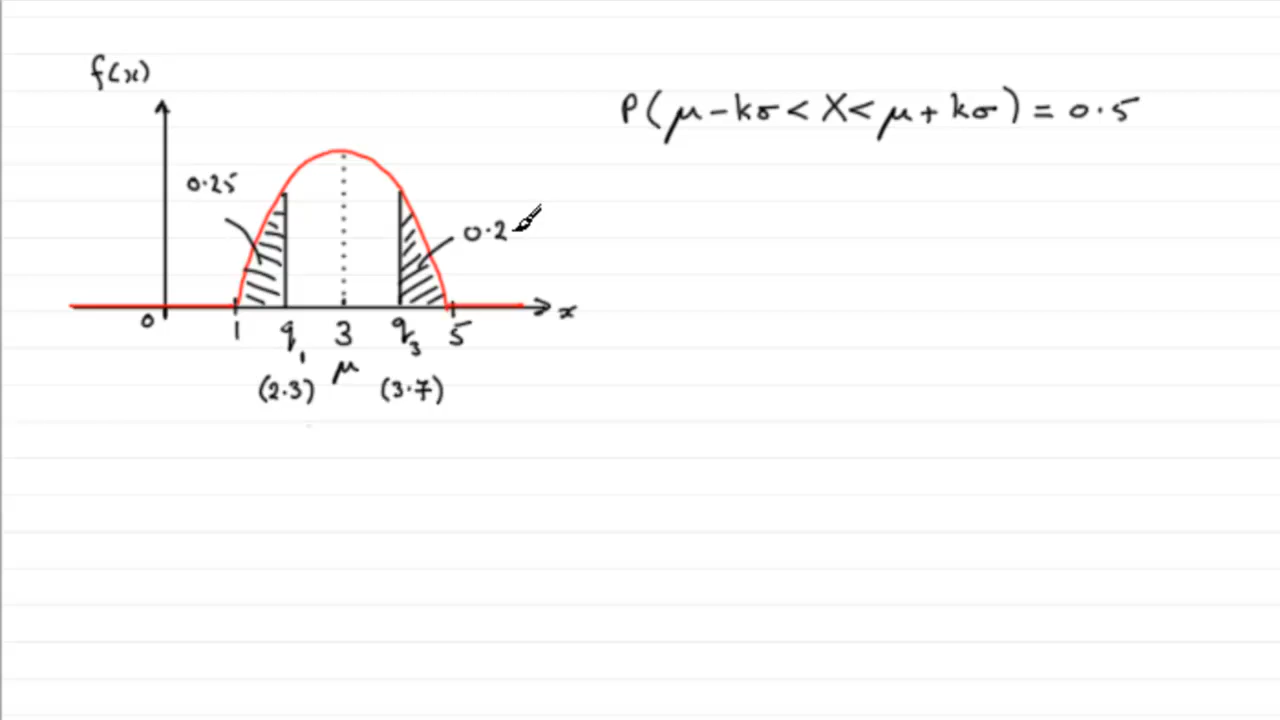 f(x)
P(μ-kσ < X < μ+kσ) = 0.5
0.25
0.2
0 1 q₁ 3 q₃ 5 x
μ
(2.3) (3.7)